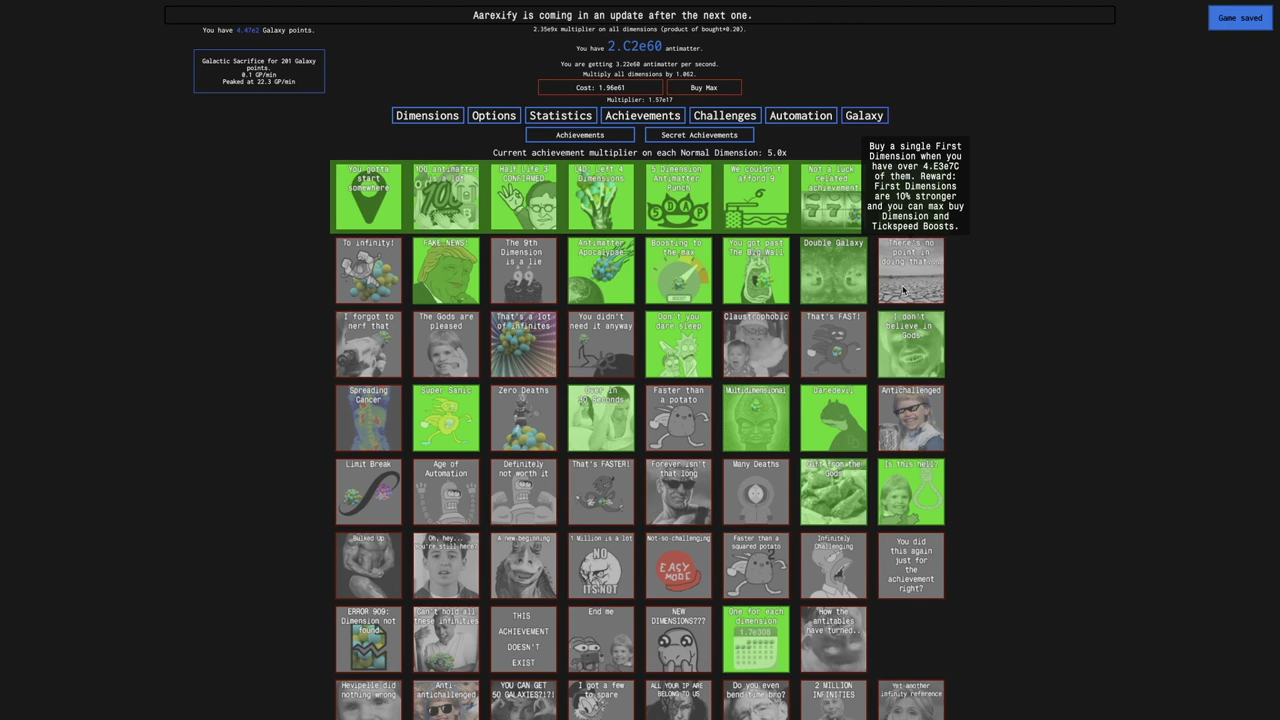 Aarexify is coming in an update after the next one.
Game saved
You have 4.47e2 Galaxy points.
2.35e9x multiplier on all dimensions (product of bought*0.20).
You have 2.C2e60 antimatter.
Galactic Sacrifice for 201 Galaxy
points.
0.1 GP/min
Peaked at 22.3 GP/min
You are getting 3.22e60 antimatter per second.
Multiply all dimensions by 1.062.
Cost: 1.96e61
Buy Max
Multiplier: 1.57e17
Dimensions
Options
Statistics
Achievements
Challenges
Automation
Galaxy
Achievements
Secret Achievements
Current achievement multiplier on each Normal Dimension: 5.0x
Buy a single First
Dimension when you
have over 4.E3e7C
of them. Reward:
First Dimensions
are 10% stronger
and you can max buy
Dimension and
Tickspeed Boosts.
You gotta
start
somewhere
100 antimatter
is a lot
Half Life 3
CONFIRMED
L4D: Left 4
Dimensions
5 Dimension
Antimatter
Punch
We couldn't
afford 9
Not a luck
related
achievement
To infinity!
FAKE NEWS!
The 9th
Dimension
is a lie
Antimatter
Apocalypse
Boosting to
the max
You got past
The Big Wall
Double Galaxy
There's no
point in
doing that...
I forgot to
nerf that
The Gods are
pleased
That's a lot
of infinites
You didn't
need it anyway
Don't you
dare sleep
Claustrophobic
That's FAST!
I don't
believe in
Gods
Spreading
Cancer
Super Sanic
Zero Deaths
Over in
30 Seconds
Faster than
a potato
Multidimensional
Daredevil
Antichallenged
Limit Break
Age of
Automation
Definitely
not worth it
That's FASTER!
Forever isn't
that long
Many Deaths
Gift from the
Gods
Is this hell?
Bulked Up
Oh, hey...
You're still here?
A new beginning
1 Million is a lot
NO
ITS NOT
Not-so-challenging
EASY
MODE
Faster than a
squared potato
Infinitely
Challenging
You did
this again
just for
the
achievement
right?
ERROR 909:
Dimension not
found
Can't hold all
these infinities
THIS
ACHIEVEMENT
DOESN'T
EXIST
End me
NEW
DIMENSIONS???
One for each
dimension
1.7e308
How the
antitables
have turned..
Hevipelle did
nothing wrong
Anti-
antichallenged
YOU CAN GET
50 GALAXIES?!?!
I got a few
to spare
ALL YOUR IP ARE
BELONG TO US
Do you even
bend time bro?
2 MILLION
INFINITIES
Yet another
infinity reference